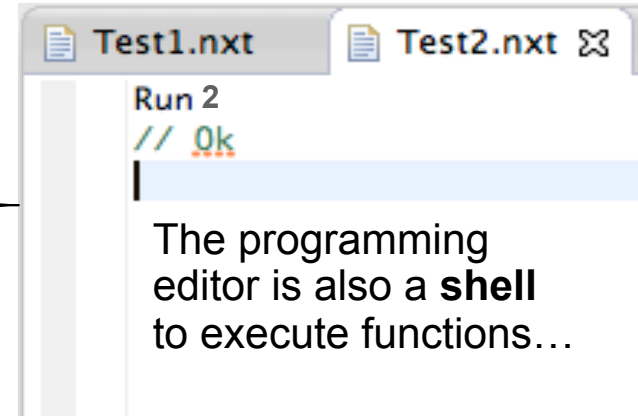 Test1.nxt Test2.nxt
Run 2
// Ok
The programming
editor is also a shell
to execute functions…